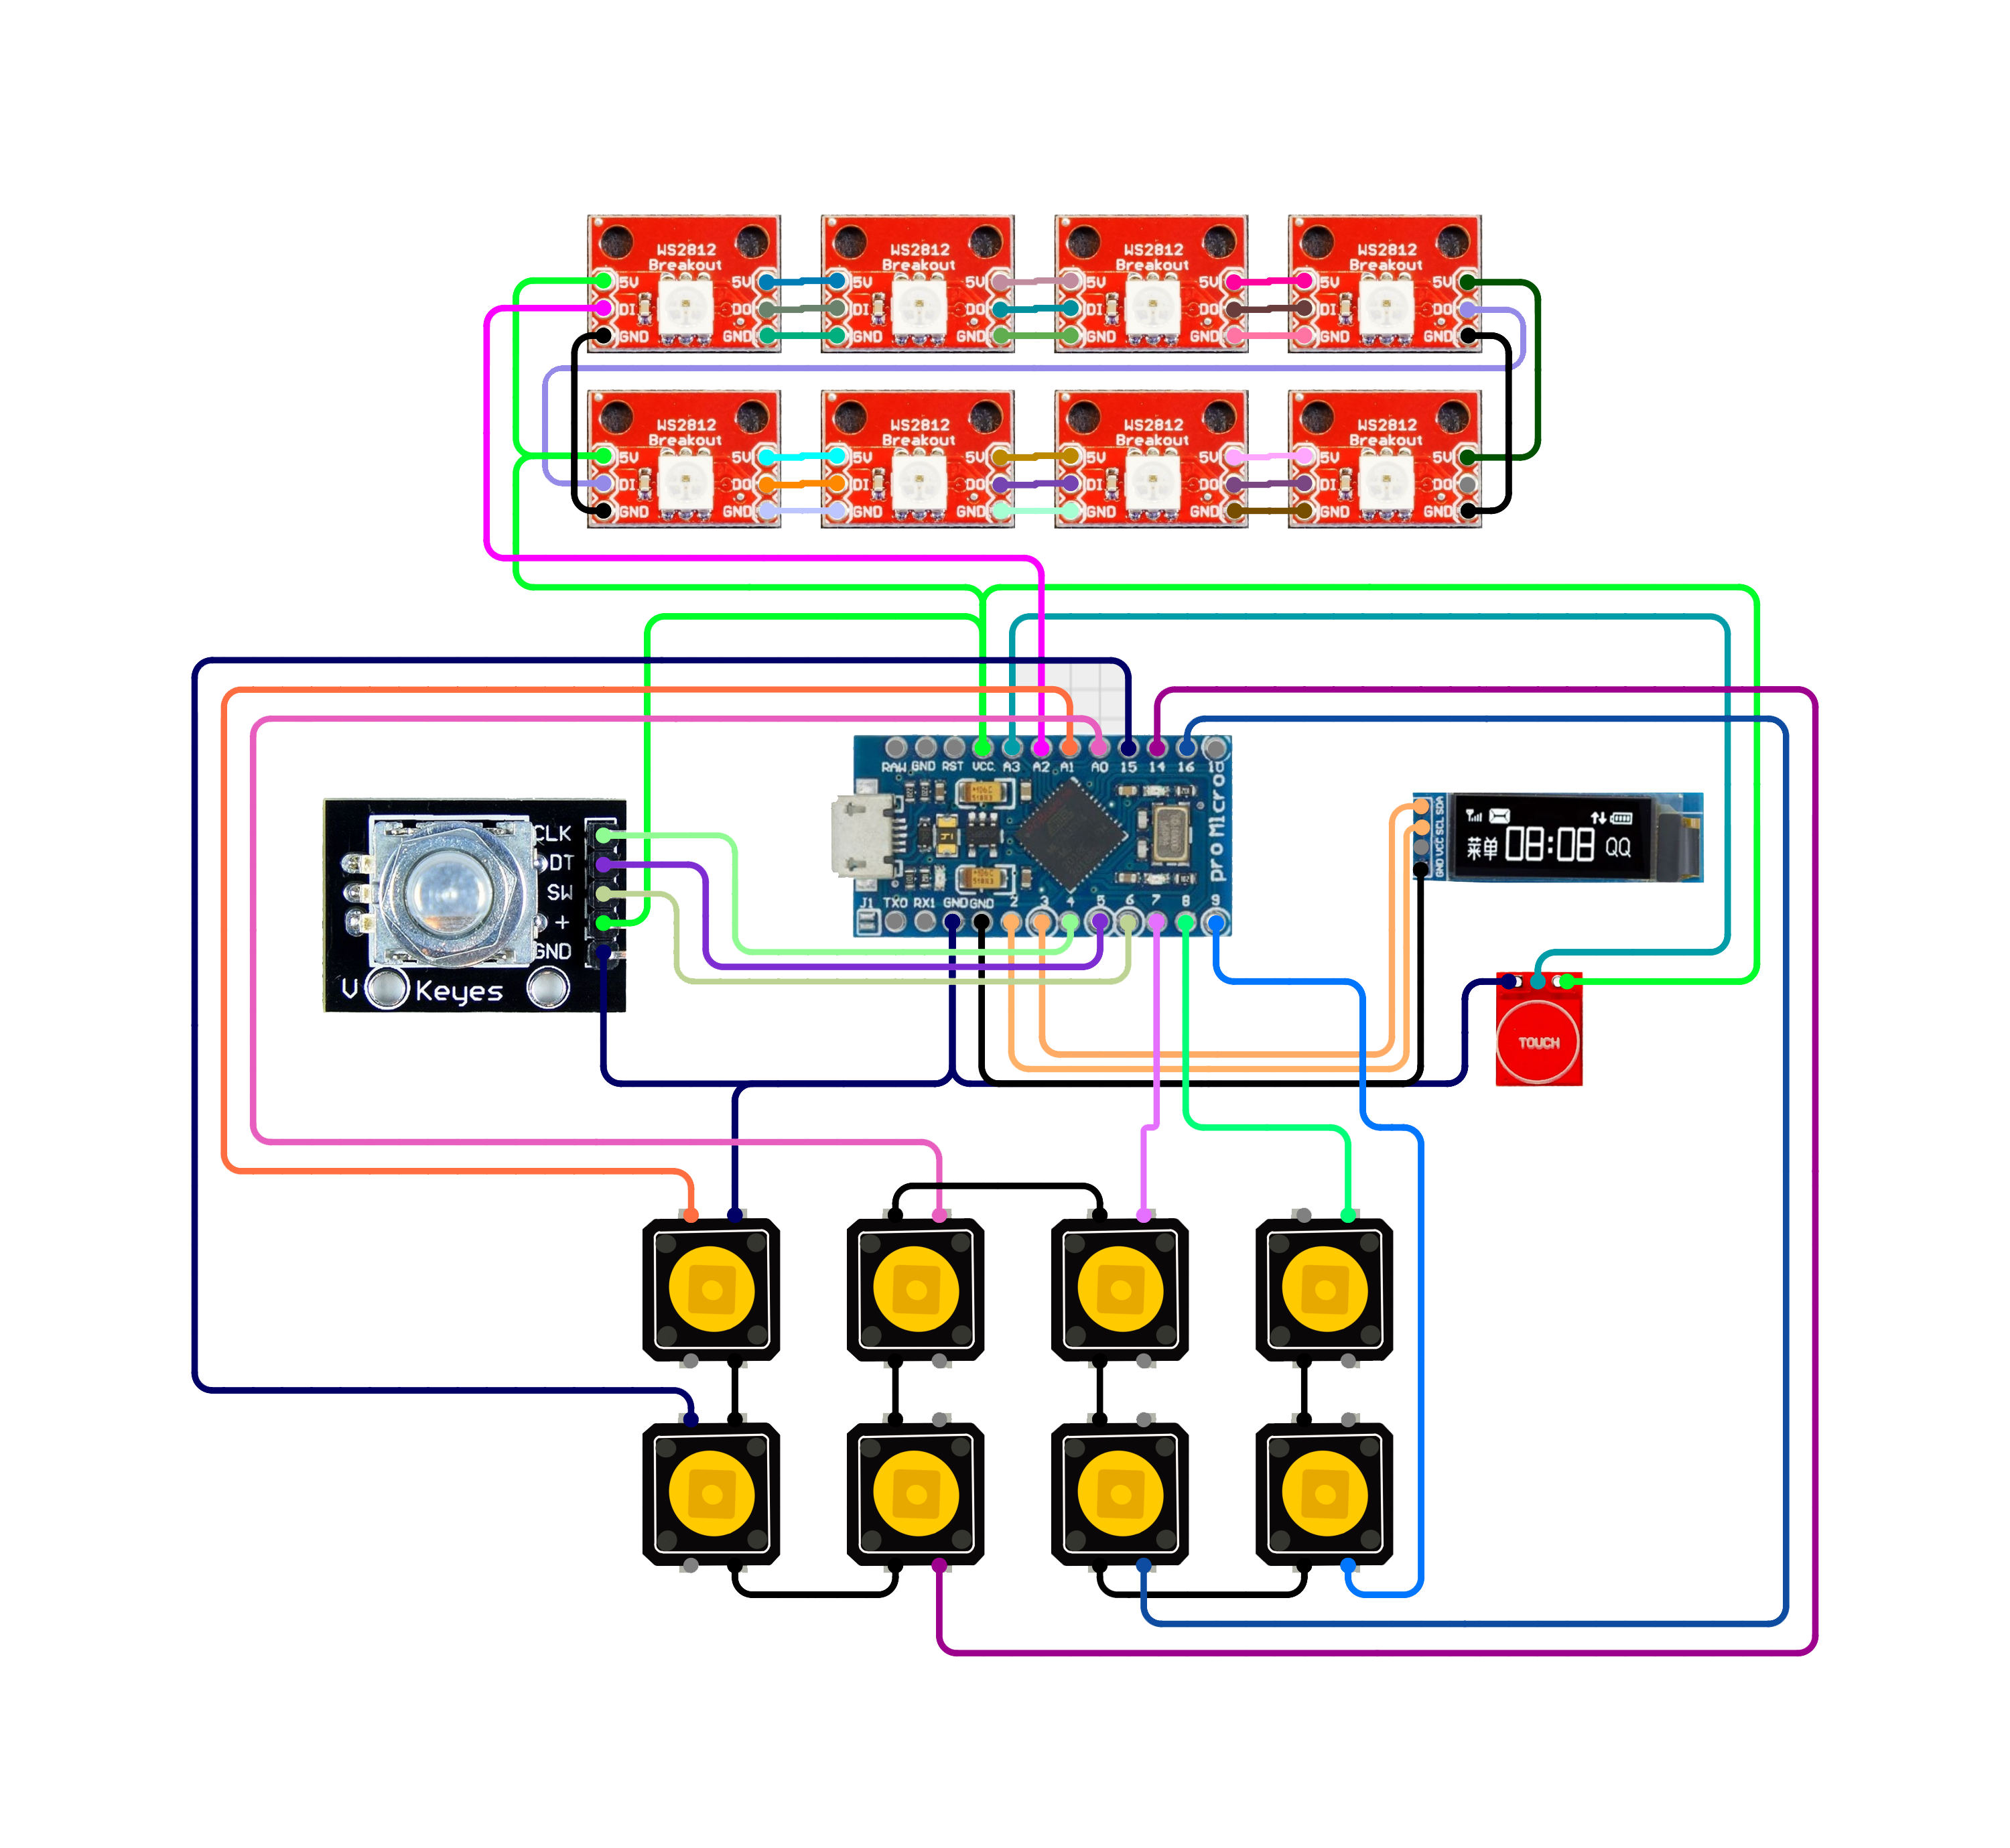 WS2812 WS2812 WS2812 WS2812
Breakout Breakout Breakout Breakout
5V 5V 5V 5V 5V 5V 5V
DI DO DI DO DI DO DI DO
GND GND GND GND GND GND GND
WS2812 WS2812 WS2812 WS2812
Breakout Breakout Breakout Breakout
5V 5V 5V 5V 5V 5V 5V
DI DO DI DO DI DO DI DO
GND GND GND GND GND GND GND
RAW GND RST VCC A3 A2 A1 A0 15 14 16 10
pro Micro
J1 TX0 RX1 GND GND 2 3 4 5 6 7 8 9
CLK
DT
SW
+
GND
V Keyes
GND VCC SCL SDA
菜单 08:08 QQ
TOUCH